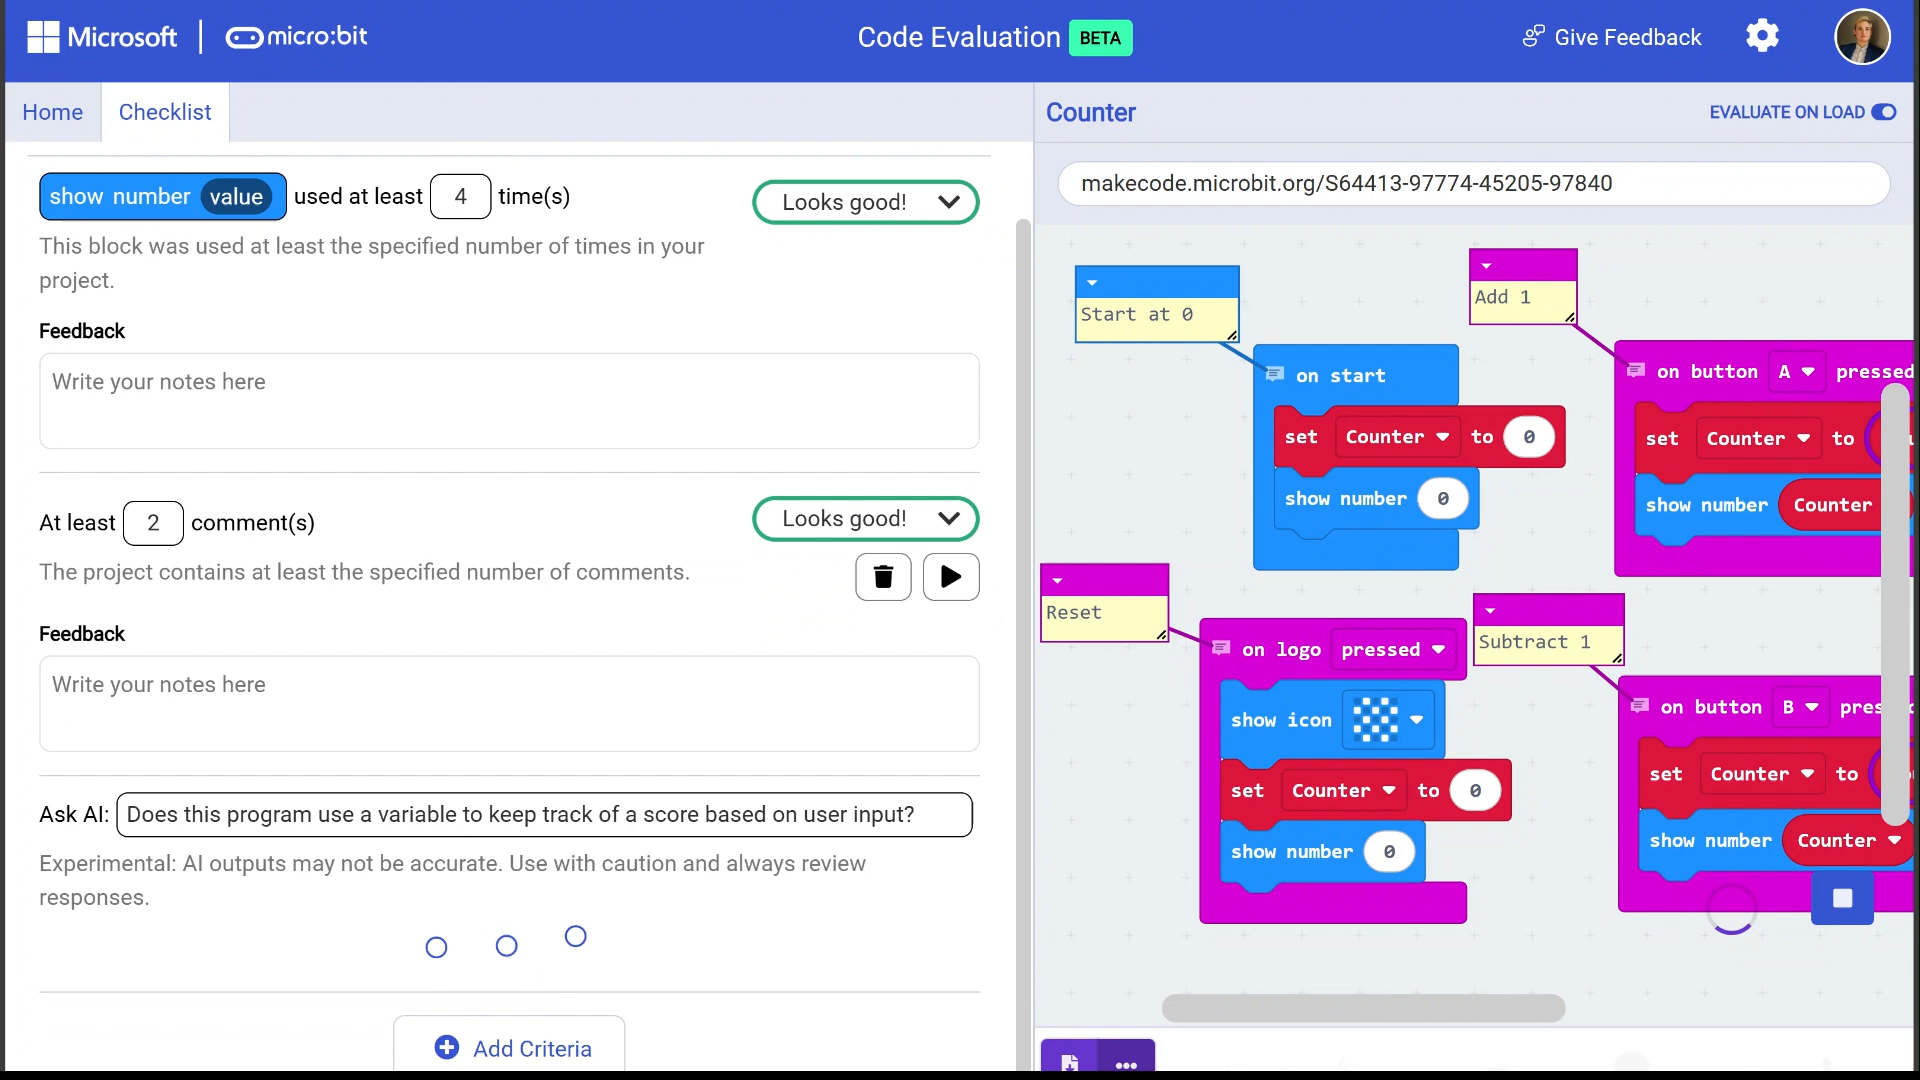 Microsoft | micro:bit
Code Evaluation BETA
Give Feedback
Home
Checklist
Counter
EVALUATE ON LOAD
makecode.microbit.org/S64413-97774-45205-97840
show number value used at least 4 time(s)
Looks good!
This block was used at least the specified number of times in your
project.
Feedback
Write your notes here
At least 2 comment(s)
Looks good!
The project contains at least the specified number of comments.
Feedback
Write your notes here
Ask AI: Does this program use a variable to keep track of a score based on user input?
Experimental: AI outputs may not be accurate. Use with caution and always review
responses.
Add Criteria
Start at 0
on start
set Counter to 0
show number 0
Add 1
on button A pressed
set Counter to
show number Counter
Reset
on logo pressed
show icon
set Counter to 0
show number 0
Subtract 1
on button B pres
set Counter to
show number Counter